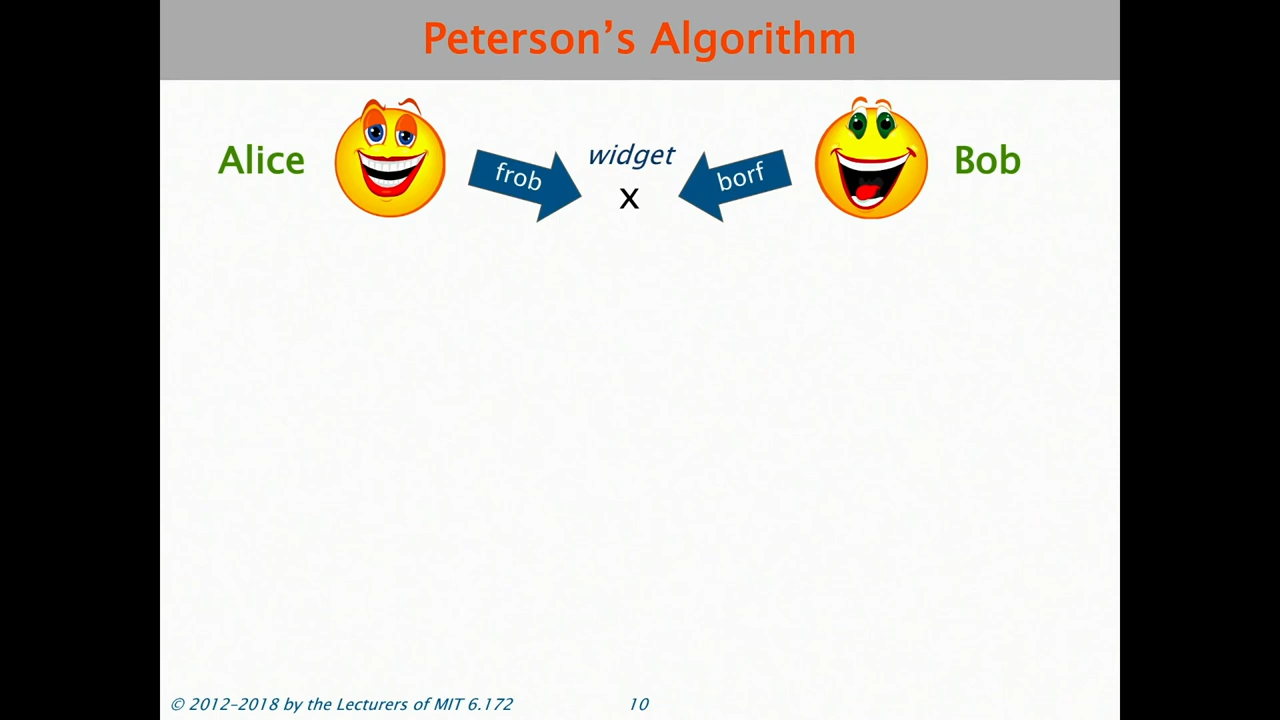 Peterson’s Algorithm
Alice
frob
widget
x
borf
Bob
© 2012–2018 by the Lecturers of MIT 6.172
10